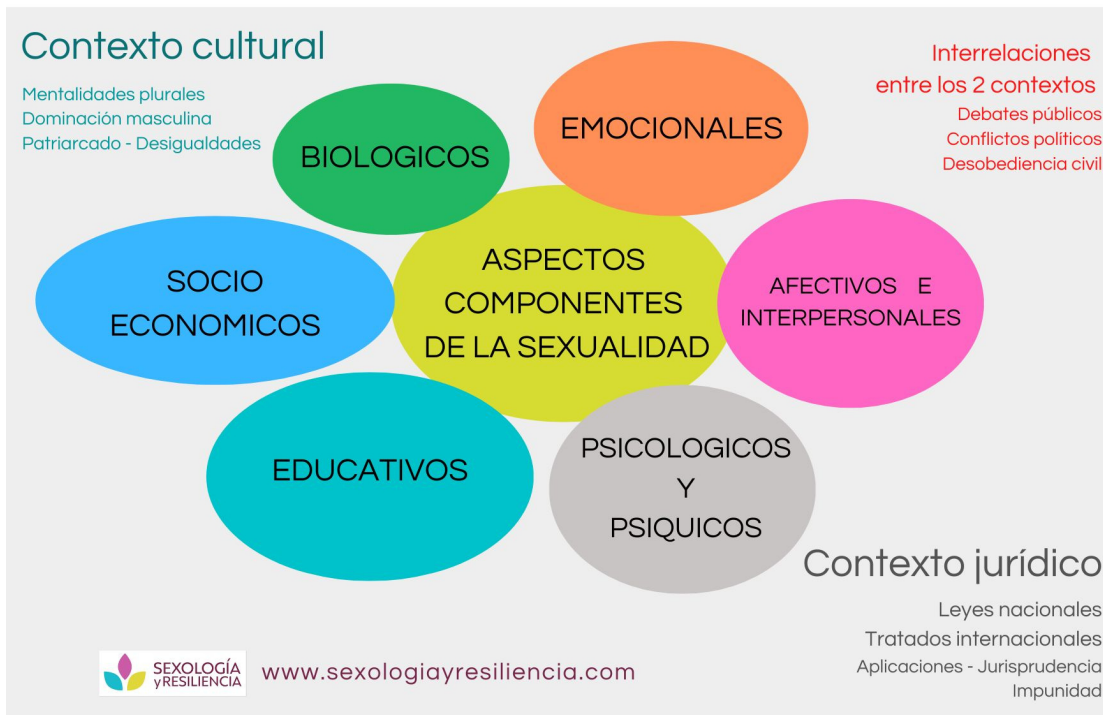 Contexto cultural
Mentalidades plurales
Dominación masculina
Patriarcado - Desigualdades
Interrelaciones
entre los 2 contextos
Debates públicos
Conflictos políticos
Desobediencia civil
BIOLOGICOS
EMOCIONALES
SOCIO
ECONOMICOS
ASPECTOS
COMPONENTES
DE LA SEXUALIDAD
AFECTIVOS E
INTERPERSONALES
EDUCATIVOS
PSICOLOGICOS
Y
PSIQUICOS
Contexto jurídico
Leyes nacionales
Tratados internacionales
Aplicaciones - Jurisprudencia
Impunidad
SEXOLOGÍA
y RESILIENCIA
www.sexologiayresiliencia.com